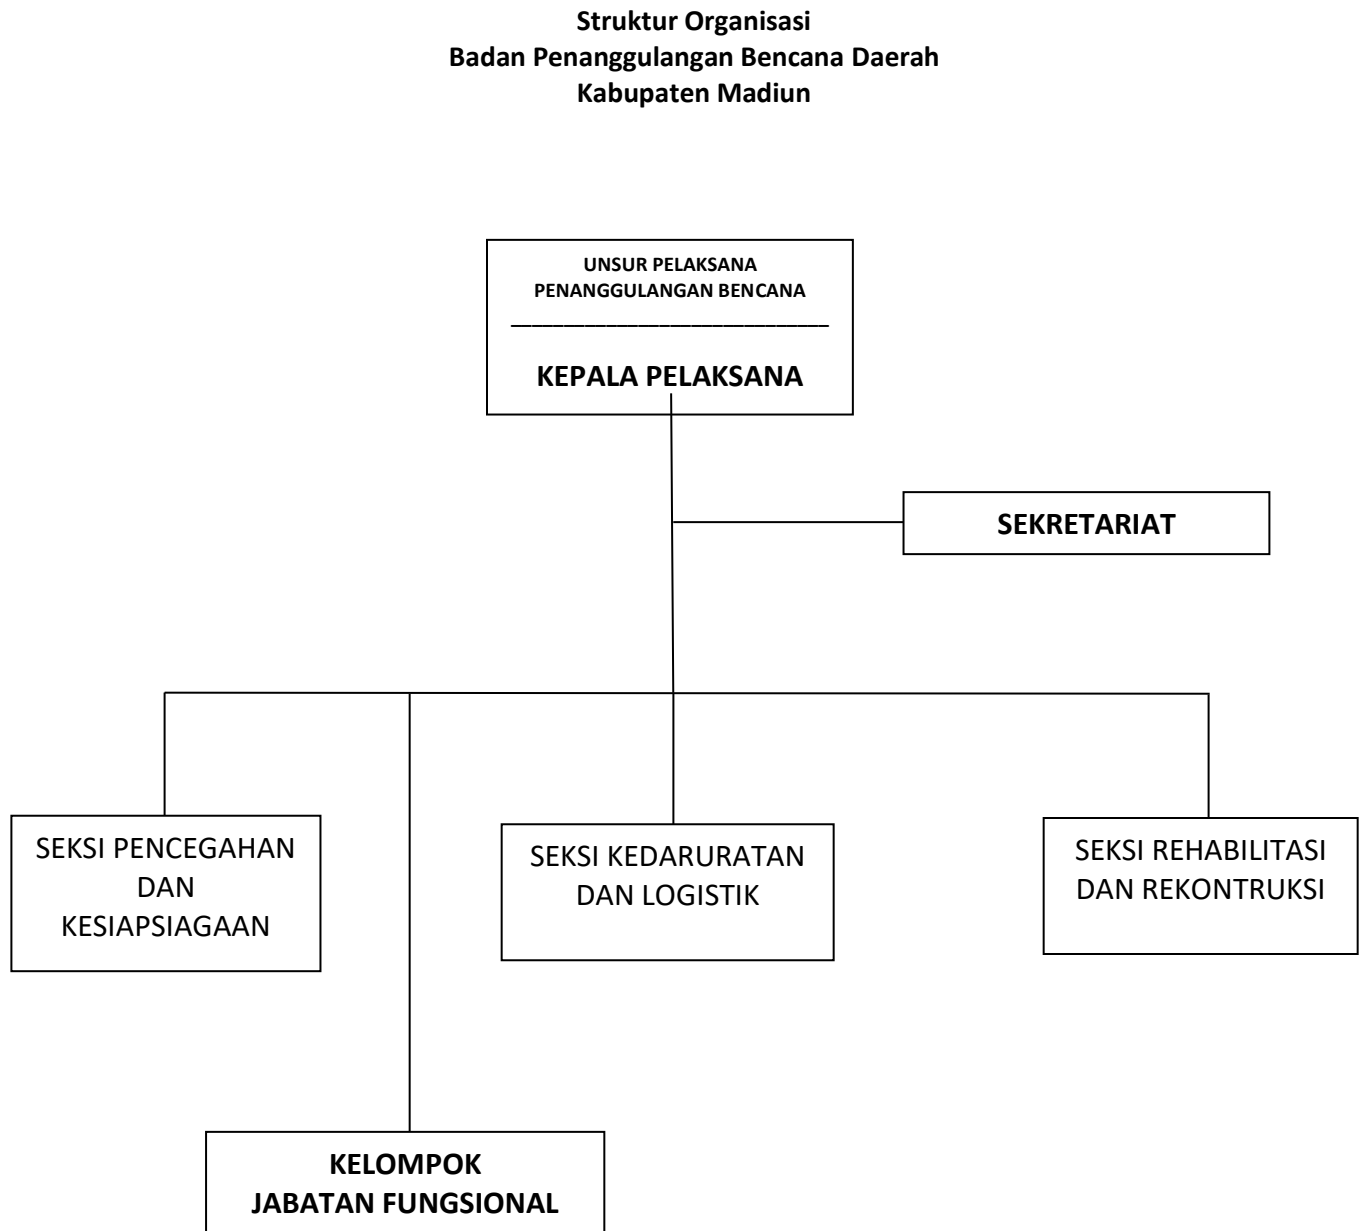 Struktur Organisasi
Badan Penanggulangan Bencana Daerah
Kabupaten Madiun
UNSUR PELAKSANA
PENANGGULANGAN BENCANA
______________________________
KEPALA PELAKSANA
SEKRETARIAT
SEKSI PENCEGAHAN
DAN
KESIAPSIAGAAN
SEKSI KEDARURATAN
DAN LOGISTIK
SEKSI REHABILITASI
DAN REKONTRUKSI
KELOMPOK
JABATAN FUNGSIONAL